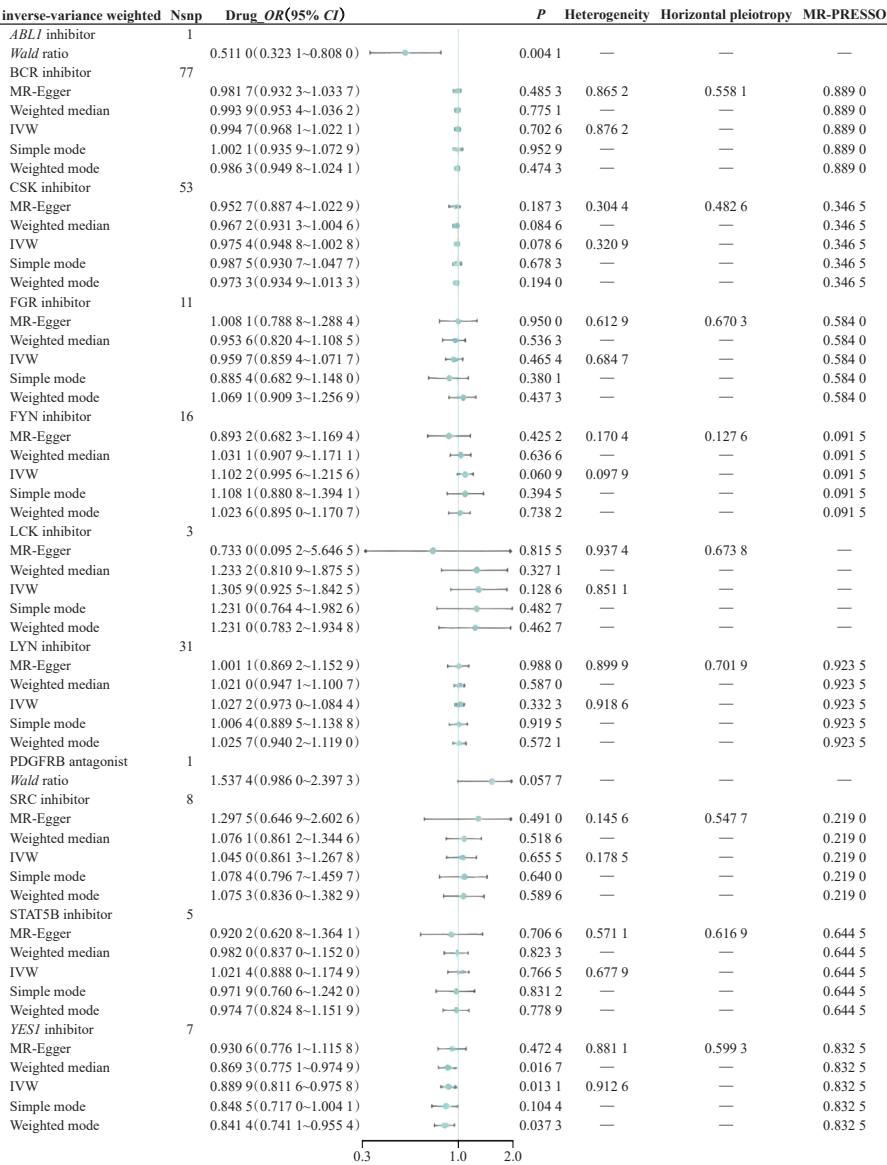 inverse-variance weighted Nsnp Drug_OR(95% CI) P Heterogeneity Horizontal pleiotropy MR-PRESSO
ABL1 inhibitor 1
Wald ratio 0.511 0(0.323 1~0.808 0) 0.004 1 — — —
BCR inhibitor 77
MR-Egger 0.981 7(0.932 3~1.033 7) 0.485 3 0.865 2 0.558 1 0.889 0
Weighted median 0.993 9(0.953 4~1.036 2) 0.775 1 — — 0.889 0
IVW 0.994 7(0.968 1~1.022 1) 0.702 6 0.876 2 — 0.889 0
Simple mode 1.002 1(0.935 9~1.072 9) 0.952 9 — — 0.889 0
Weighted mode 0.986 3(0.949 8~1.024 1) 0.474 3 — — 0.889 0
CSK inhibitor 53
MR-Egger 0.952 7(0.887 4~1.022 9) 0.187 3 0.304 4 0.482 6 0.346 5
Weighted median 0.967 2(0.931 3~1.004 6) 0.084 6 — — 0.346 5
IVW 0.975 4(0.948 8~1.002 8) 0.078 6 0.320 9 — 0.346 5
Simple mode 0.987 5(0.930 7~1.047 7) 0.678 3 — — 0.346 5
Weighted mode 0.973 3(0.934 9~1.013 3) 0.194 0 — — 0.346 5
FGR inhibitor 11
MR-Egger 1.008 1(0.788 8~1.288 4) 0.950 0 0.612 9 0.670 3 0.584 0
Weighted median 0.953 6(0.820 4~1.108 5) 0.536 3 — — 0.584 0
IVW 0.959 7(0.859 4~1.071 7) 0.465 4 0.684 7 — 0.584 0
Simple mode 0.885 4(0.682 9~1.148 0) 0.380 1 — — 0.584 0
Weighted mode 1.069 1(0.909 3~1.256 9) 0.437 3 — — 0.584 0
FYN inhibitor 16
MR-Egger 0.893 2(0.682 3~1.169 4) 0.425 2 0.170 4 0.127 6 0.091 5
Weighted median 1.031 1(0.907 9~1.171 1) 0.636 6 — — 0.091 5
IVW 1.102 2(0.995 6~1.215 6) 0.060 9 0.097 9 — 0.091 5
Simple mode 1.108 1(0.880 8~1.394 1) 0.394 5 — — 0.091 5
Weighted mode 1.023 6(0.895 0~1.170 7) 0.738 2 — — 0.091 5
LCK inhibitor 3
MR-Egger 0.733 0(0.095 2~5.646 5) 0.815 5 0.937 4 0.673 8 —
Weighted median 1.233 2(0.810 9~1.875 5) 0.327 1 — — —
IVW 1.305 9(0.925 5~1.842 5) 0.128 6 0.851 1 — —
Simple mode 1.231 0(0.764 4~1.982 6) 0.482 7 — — —
Weighted mode 1.231 0(0.783 2~1.934 8) 0.462 7 — — —
LYN inhibitor 31
MR-Egger 1.001 1(0.869 2~1.152 9) 0.988 0 0.899 9 0.701 9 0.923 5
Weighted median 1.021 0(0.947 1~1.100 7) 0.587 0 — — 0.923 5
IVW 1.027 2(0.973 0~1.084 4) 0.332 3 0.918 6 — 0.923 5
Simple mode 1.006 4(0.889 5~1.138 8) 0.919 5 — — 0.923 5
Weighted mode 1.025 7(0.940 2~1.119 0) 0.572 1 — — 0.923 5
PDGFRB antagonist 1
Wald ratio 1.537 4(0.986 0~2.397 3) 0.057 7 — — —
SRC inhibitor 8
MR-Egger 1.297 5(0.646 9~2.602 6) 0.491 0 0.145 6 0.547 7 0.219 0
Weighted median 1.076 1(0.861 2~1.344 6) 0.518 6 — — 0.219 0
IVW 1.045 0(0.861 3~1.267 8) 0.655 5 0.178 5 — 0.219 0
Simple mode 1.078 4(0.796 7~1.459 7) 0.640 0 — — 0.219 0
Weighted mode 1.075 3(0.836 0~1.382 9) 0.589 6 — — 0.219 0
STAT5B inhibitor 5
MR-Egger 0.920 2(0.620 8~1.364 1) 0.706 6 0.571 1 0.616 9 0.644 5
Weighted median 0.982 0(0.837 0~1.152 0) 0.823 3 — — 0.644 5
IVW 1.021 4(0.888 0~1.174 9) 0.766 5 0.677 9 — 0.644 5
Simple mode 0.971 9(0.760 6~1.242 0) 0.831 2 — — 0.644 5
Weighted mode 0.974 7(0.824 8~1.151 9) 0.778 9 — — 0.644 5
YES1 inhibitor 7
MR-Egger 0.930 6(0.776 1~1.115 8) 0.472 4 0.881 1 0.599 3 0.832 5
Weighted median 0.869 3(0.775 1~0.974 9) 0.016 7 — — 0.832 5
IVW 0.889 9(0.811 6~0.975 8) 0.013 1 0.912 6 — 0.832 5
Simple mode 0.848 5(0.717 0~1.004 1) 0.104 4 — — 0.832 5
Weighted mode 0.841 4(0.741 1~0.955 4) 0.037 3 — — 0.832 5
0.3 1.0 2.0